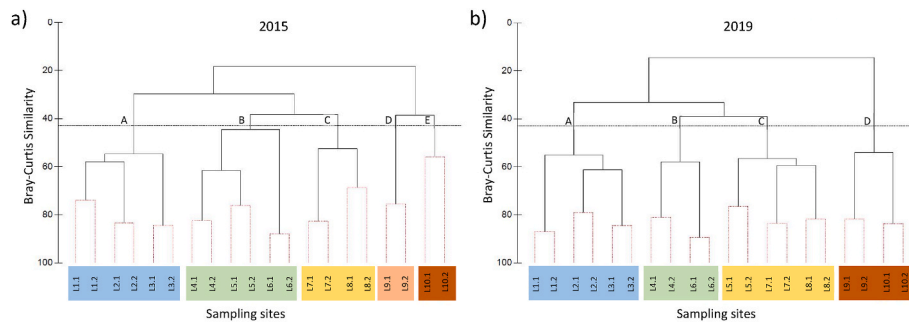 a)
2015
0
20
40
60
80
100
Bray-Curtis Similarity
A
B
C
D
E
L1.1
L1.2
L2.1
L2.2
L3.1
L3.2
L4.1
L4.2
L5.1
L5.2
L6.1
L6.2
L7.1
L7.2
L8.1
L8.2
L9.1
L9.2
L10.1
L10.2
Sampling sites
b)
2019
0
20
40
60
80
100
Bray-Curtis Similarity
A
B
C
D
L1.1
L1.2
L2.1
L2.2
L3.1
L3.2
L4.1
L4.2
L6.1
L6.2
L5.1
L5.2
L7.1
L7.2
L8.1
L8.2
L9.1
L9.2
L10.1
L10.2
Sampling sites